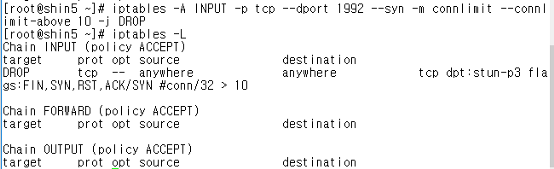 [root@shin5 ~]# iptables -A INPUT -p tcp --dport 1992 --syn -m connlimit --connl
imit-above 10 -j DROP
[root@shin5 ~]# iptables -L
Chain INPUT (policy ACCEPT)
target     prot opt source               destination
DROP       tcp  --  anywhere             anywhere             tcp dpt:stun-p3 fla
gs:FIN,SYN,RST,ACK/SYN #conn/32 > 10
Chain FORWARD (policy ACCEPT)
target     prot opt source               destination
Chain OUTPUT (policy ACCEPT)
target     prot opt source               destination